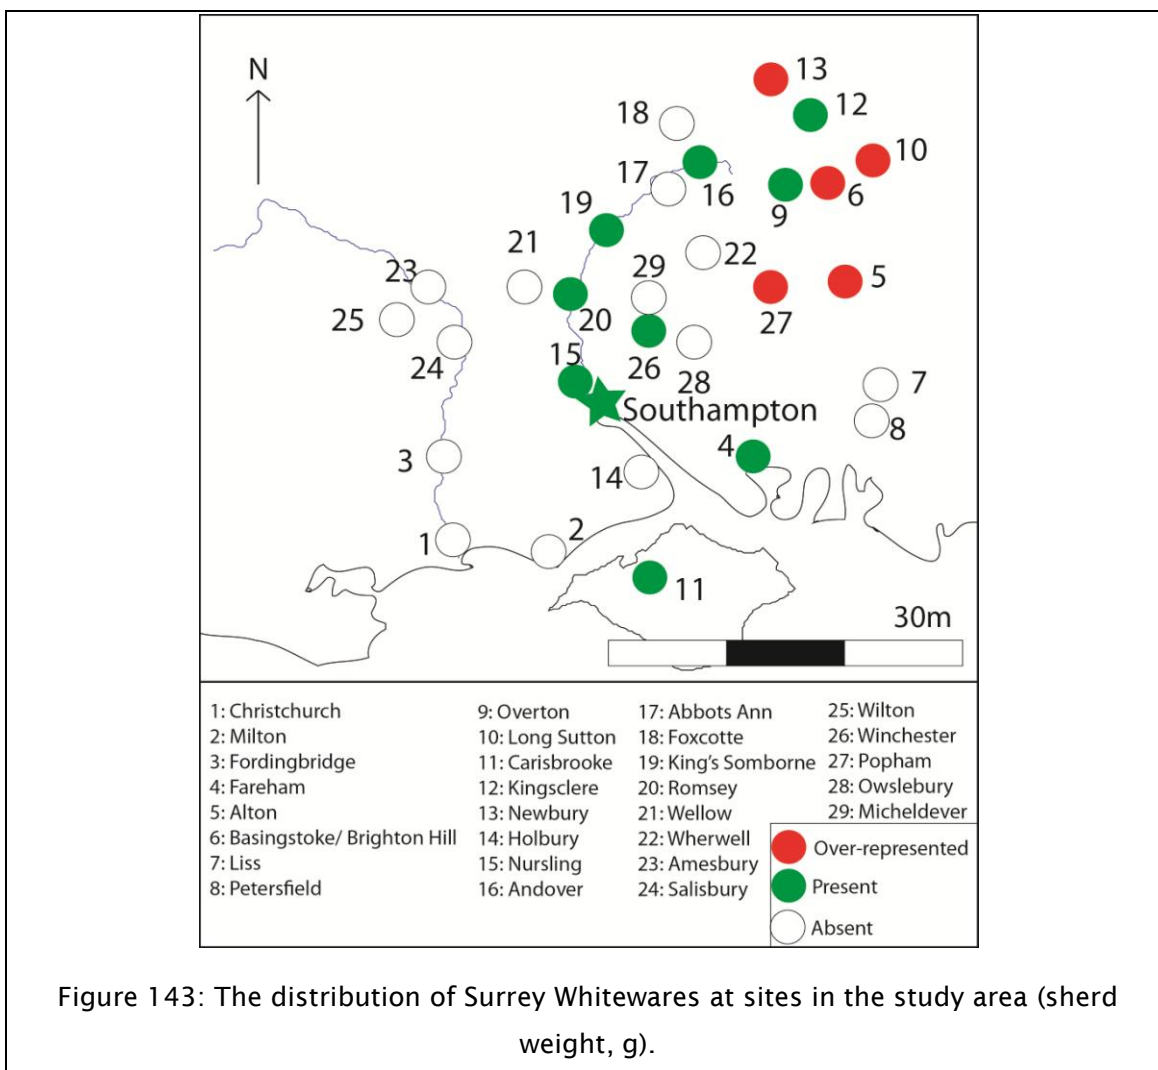 N
13
12
18
10
17
16
6
9
19
21
22
29
23
5
25
20
27
26
24
15
28
7
Southampton
8
4
3
14
2
1
11
30m
1: Christchurch
2: Milton
3: Fordingbridge
4: Fareham
5: Alton
6: Basingstoke/ Brighton Hill
7: Liss
8: Petersfield
9: Overton
10: Long Sutton
11: Carisbrooke
12: Kingsclere
13: Newbury
14: Holbury
15: Nursling
16: Andover
17: Abbots Ann
18: Foxcotte
19: King's Somborne
20: Romsey
21: Wellow
22: Wherwell
23: Amesbury
24: Salisbury
25: Wilton
26: Winchester
27: Popham
28: Owslebury
29: Micheldever
Over-represented
Present
Absent
Figure 143: The distribution of Surrey Whitewares at sites in the study area (sherd
weight, g).